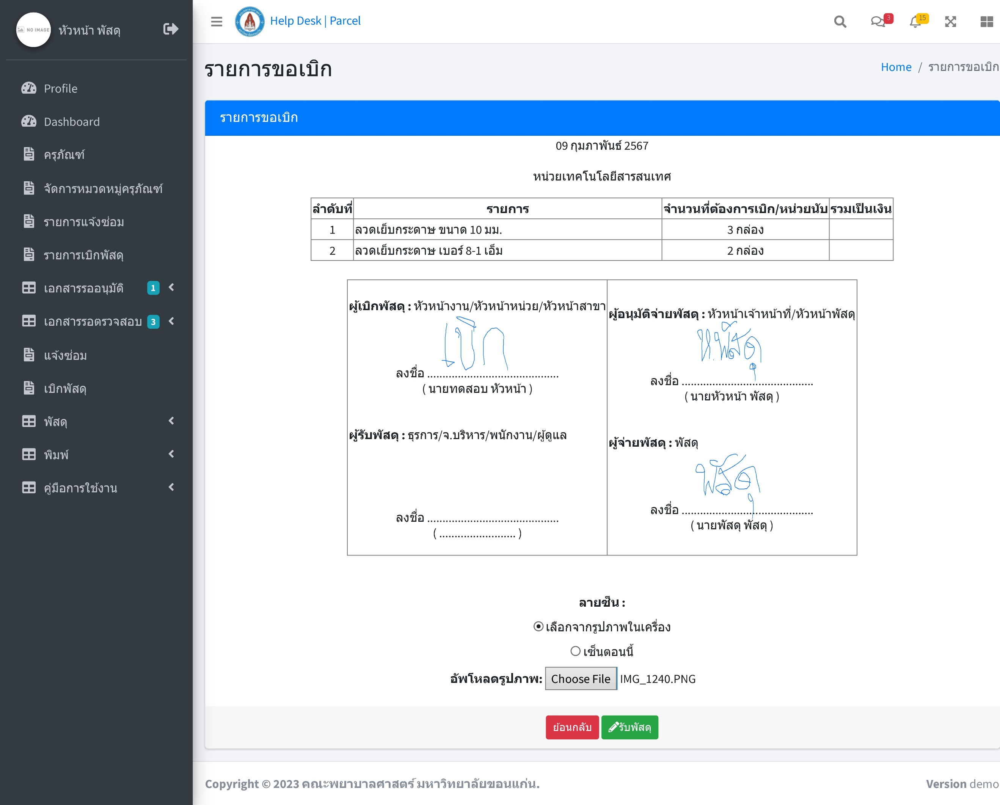 NO IMAGE
หัวหน้า พัสดุ
Profile
Dashboard
ครุภัณฑ์
จัดการหมวดหมู่ครุภัณฑ์
รายการแจ้งซ่อม
รายการเบิกพัสดุ
เอกสารรออนุมัติ 1
เอกสารรอตรวจสอบ 3
แจ้งซ่อม
เบิกพัสดุ
พัสดุ
พิมพ์
คู่มือการใช้งาน
Help Desk | Parcel
3 15
รายการขอเบิก
Home / รายการขอเบิก
รายการขอเบิก
09 กุมภาพันธ์ 2567
หน่วยเทคโนโลยีสารสนเทศ
ลำดับที่ รายการ จำนวนที่ต้องการเบิก/หน่วยนับ รวมเป็นเงิน
1 ลวดเย็บกระดาษ ขนาด 10 มม. 3 กล่อง
2 ลวดเย็บกระดาษ เบอร์ 8-1 เอ็ม 2 กล่อง
ผู้เบิกพัสดุ : หัวหน้างาน/หัวหน้าหน่วย/หัวหน้าสาขา
เบิก
ลงชื่อ ...........................................
( นายทดสอบ หัวหน้า )
ผู้อนุมัติจ่ายพัสดุ : หัวหน้าเจ้าหน้าที่/หัวหน้าพัสดุ
ห.พัสดุ
ลงชื่อ ...........................................
( นายหัวหน้า พัสดุ )
ผู้รับพัสดุ : ธุรการ/จ.บริหาร/พนักงาน/ผู้ดูแล
ลงชื่อ ...........................................
( ......................... )
ผู้จ่ายพัสดุ : พัสดุ
พัสดุ
ลงชื่อ ...........................................
( นายพัสดุ พัสดุ )
ลายซ็น :
เลือกจากรูปภาพในเครื่อง
เซ็นตอนนี้
อัพโหลดรูปภาพ: Choose File IMG_1240.PNG
ย้อนกลับ รับพัสดุ
Copyright © 2023 คณะพยาบาลศาสตร์ มหาวิทยาลัยขอนแก่น.
Version demo